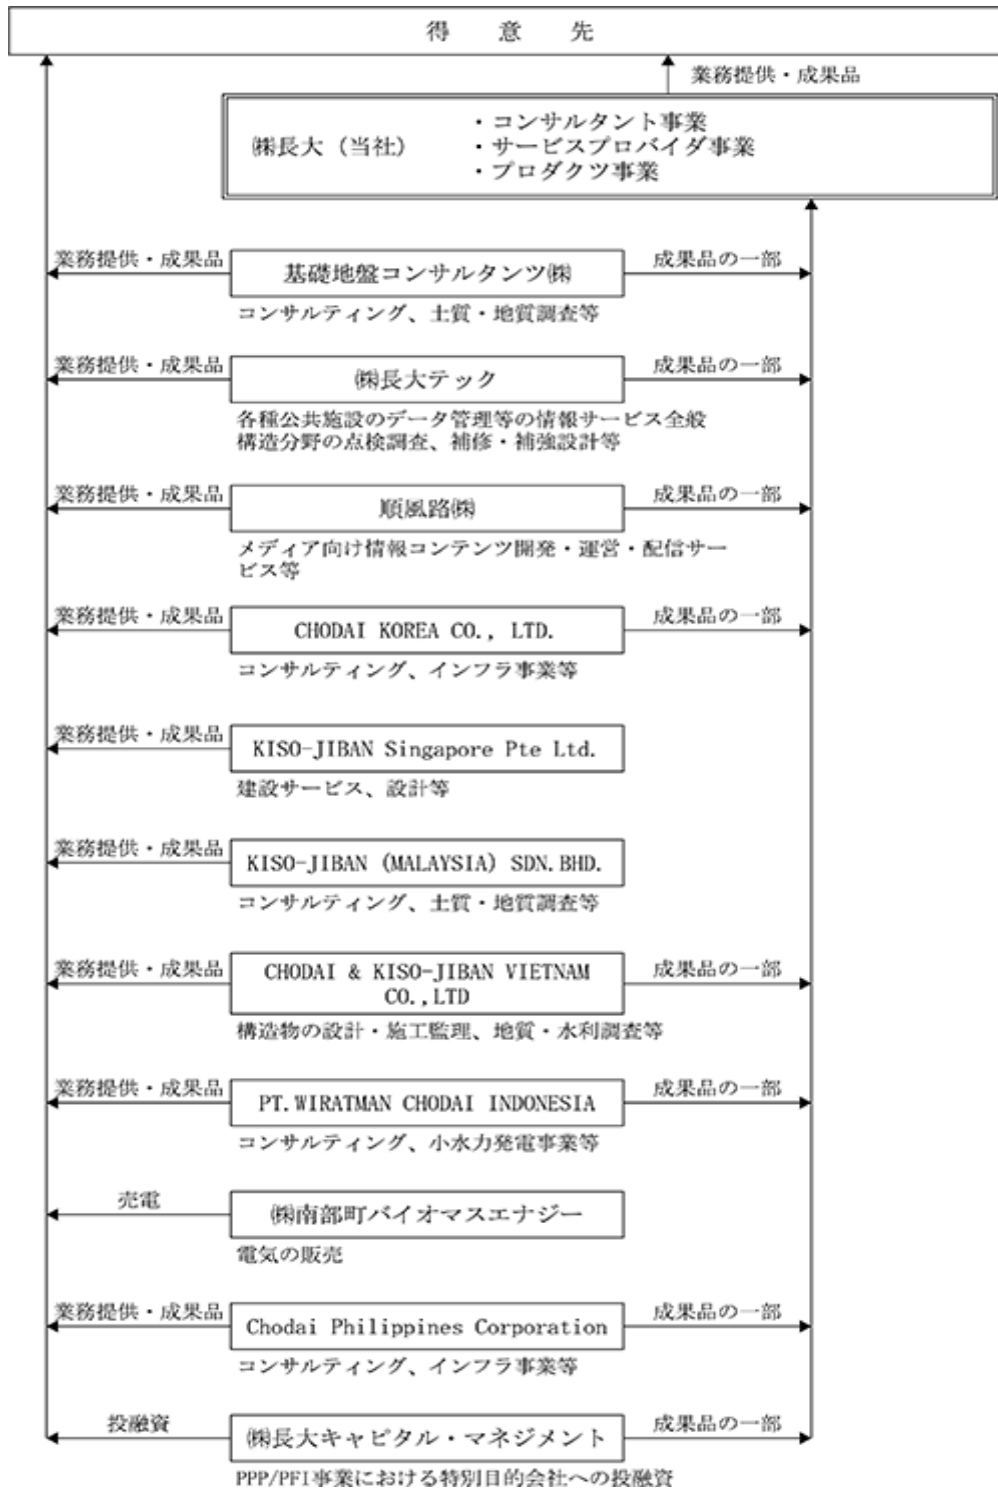 得意先
業務提供・成果品
㈱長大（当社）
・コンサルタント事業
・サービスプロバイダ事業
・プロダクツ事業
業務提供・成果品
基礎地盤コンサルタンツ㈱
成果品の一部
コンサルティング、土質・地質調査等
業務提供・成果品
㈱長大テック
成果品の一部
各種公共施設のデータ管理等の情報サービス全般
構造分野の点検調査、補修・補強設計等
業務提供・成果品
順風路㈱
成果品の一部
メディア向け情報コンテンツ開発・運営・配信サー
ビス等
業務提供・成果品
CHODAI KOREA CO., LTD.
成果品の一部
コンサルティング、インフラ事業等
業務提供・成果品
KISO-JIBAN Singapore Pte Ltd.
建設サービス、設計等
業務提供・成果品
KISO-JIBAN (MALAYSIA) SDN.BHD.
コンサルティング、土質・地質調査等
業務提供・成果品
CHODAI & KISO-JIBAN VIETNAM
CO.,LTD
成果品の一部
構造物の設計・施工監理、地質・水利調査等
業務提供・成果品
PT.WIRATMAN CHODAI INDONESIA
成果品の一部
コンサルティング、小水力発電事業等
売電
㈱南部町バイオマスエナジー
電気の販売
業務提供・成果品
Chodai Philippines Corporation
成果品の一部
コンサルティング、インフラ事業等
投融資
㈱長大キャピタル・マネジメント
成果品の一部
PPP/PFI事業における特別目的会社への投融資